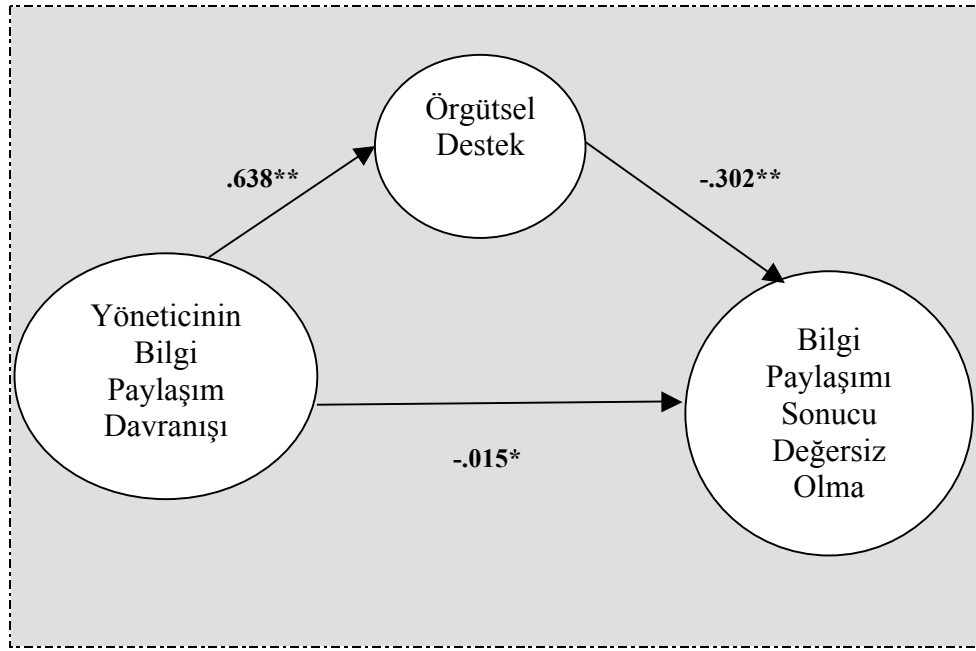 Örgütsel
Destek
.638**
-.302**
Yöneticinin
Bilgi
Paylaşım
Davranışı
Bilgi
Paylaşımı
Sonucu
Değersiz
Olma
-.015*